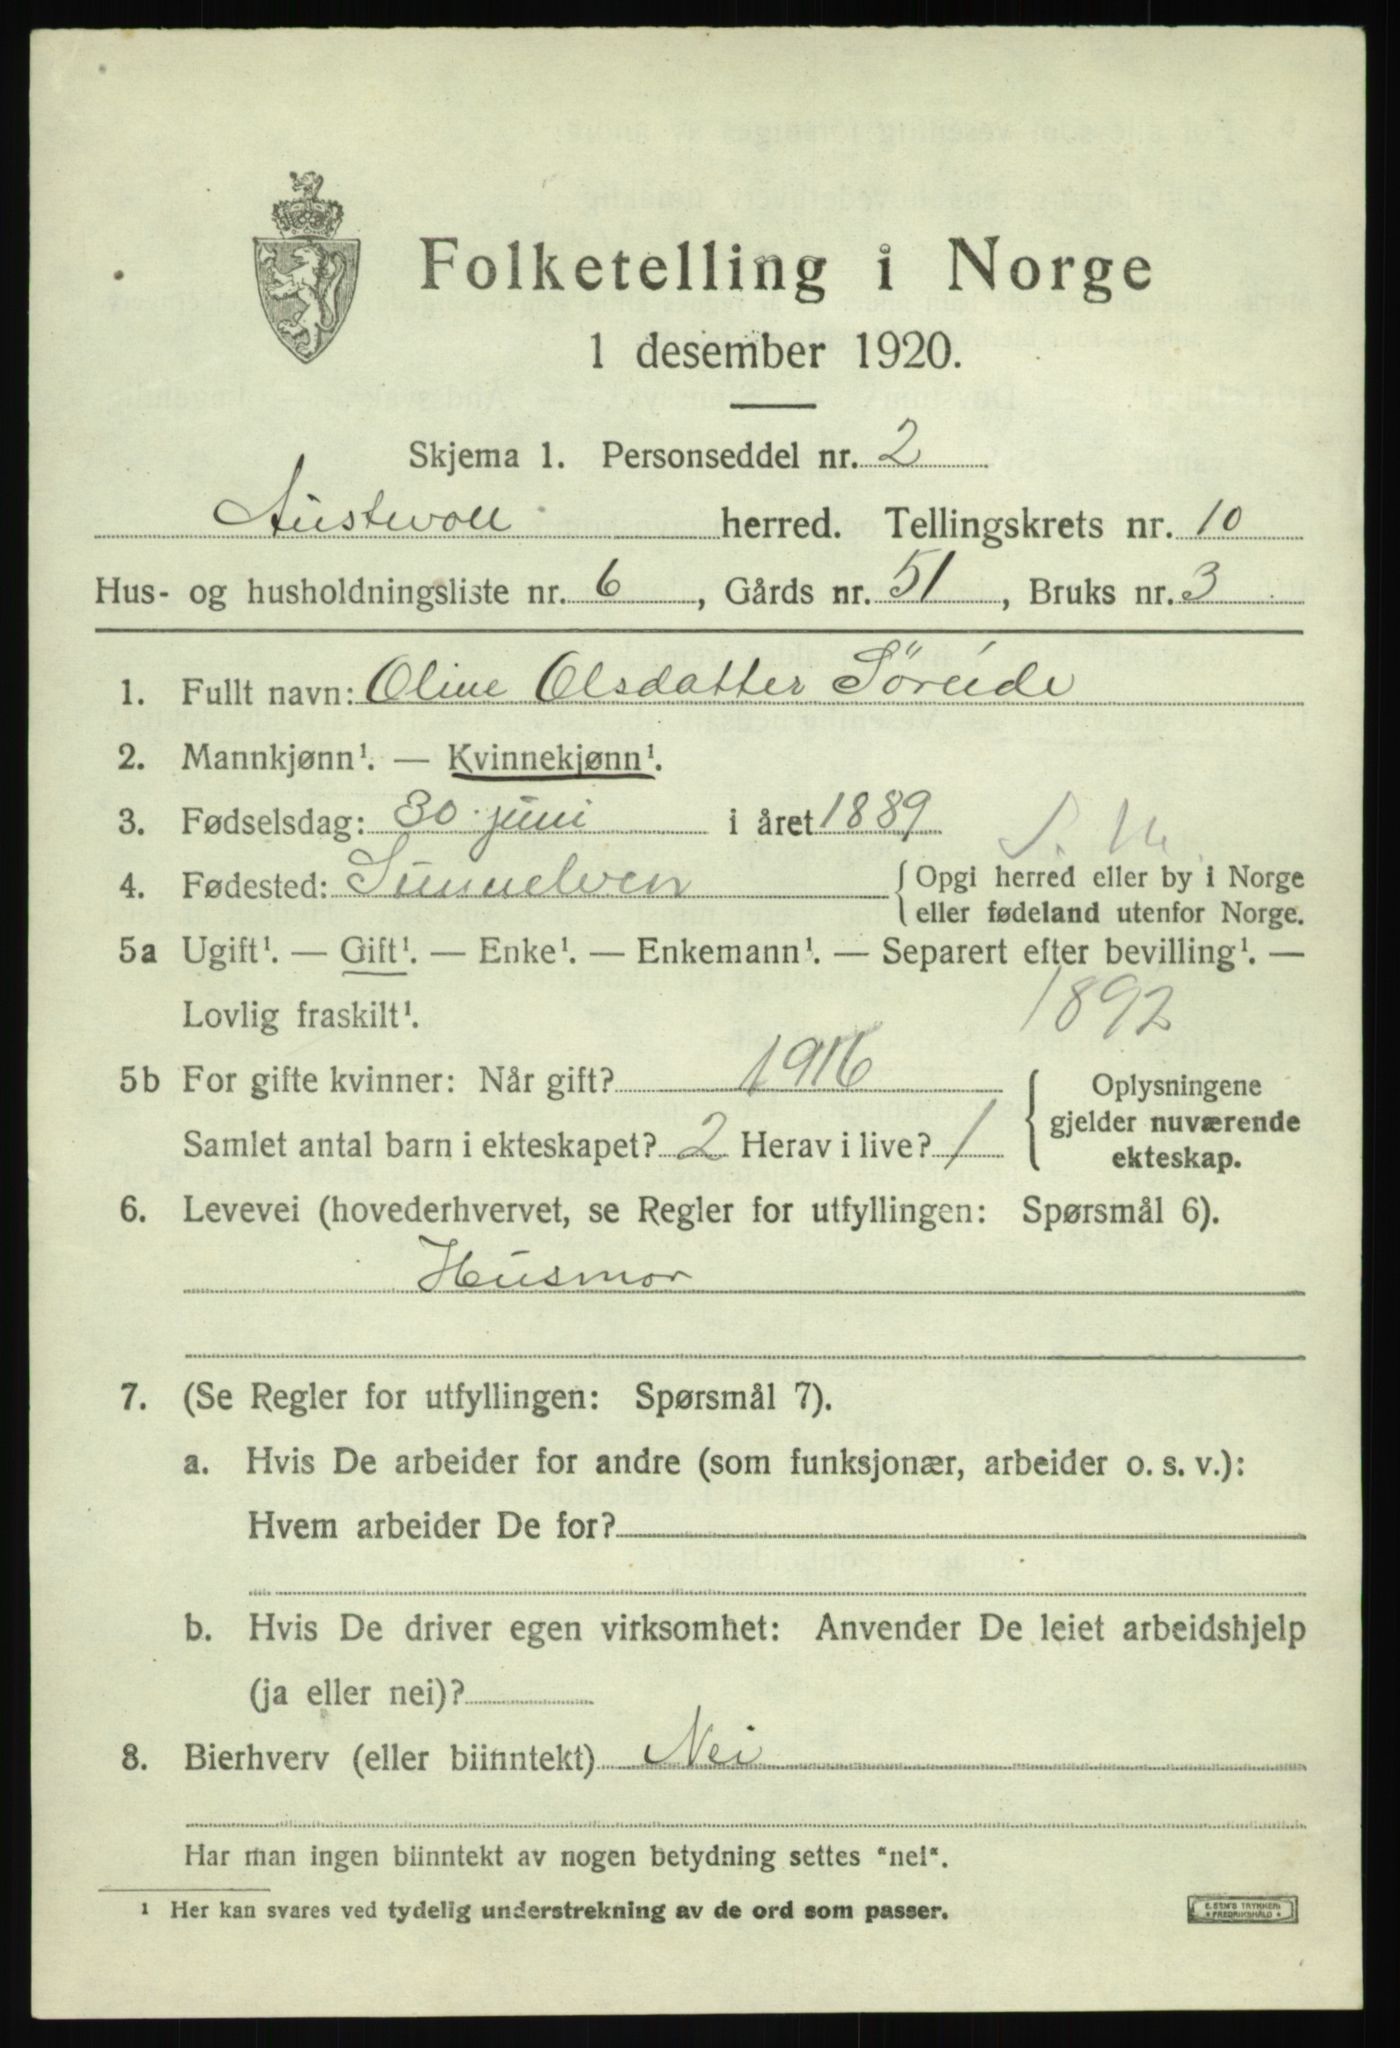 Folketelling i Norge
1 desember 1920.
Skjema 1. Personseddel nr. 2
Austevoll herred. Tellingskrets nr. 10
Hus- og husholdningsliste nr. 6, Gårds nr. 51, Bruks nr. 3
1. Fullt navn: Oline Olsdatter Söreide
2. Mannkjønn¹. — Kvinnekjønn¹.
3. Fødselsdag: 30 juni i året 1889
S. M.
4. Fødested: Sunnelven { Opgi herred eller by i Norge
eller fødeland utenfor Norge.
5a Ugift¹. — Gift¹. — Enke¹. — Enkemann¹. — Separert efter bevilling¹. —
Lovlig fraskilt¹. 1892
5b For gifte kvinner: Når gift? 1916 { Oplysningene
gjelder nuværende
Samlet antal barn i ekteskapet? 2 Herav i live? 1
ekteskap.
6. Levevei (hovederhvervet, se Regler for utfyllingen: Spørsmål 6).
Husmor
7. (Se Regler for utfyllingen: Spørsmål 7).
a. Hvis De arbeider for andre (som funksjonær, arbeider o. s. v.):
Hvem arbeider De for?
b. Hvis De driver egen virksomhet: Anvender De leiet arbeidshjelp
(ja eller nei)?
8. Bierhverv (eller biinntekt) Nei
Har man ingen biinntekt av nogen betydning settes "nei".
¹ Her kan svares ved tydelig understrekning av de ord som passer.
E. SEM'S TRYKKERI
* FREDRIKSHALD *